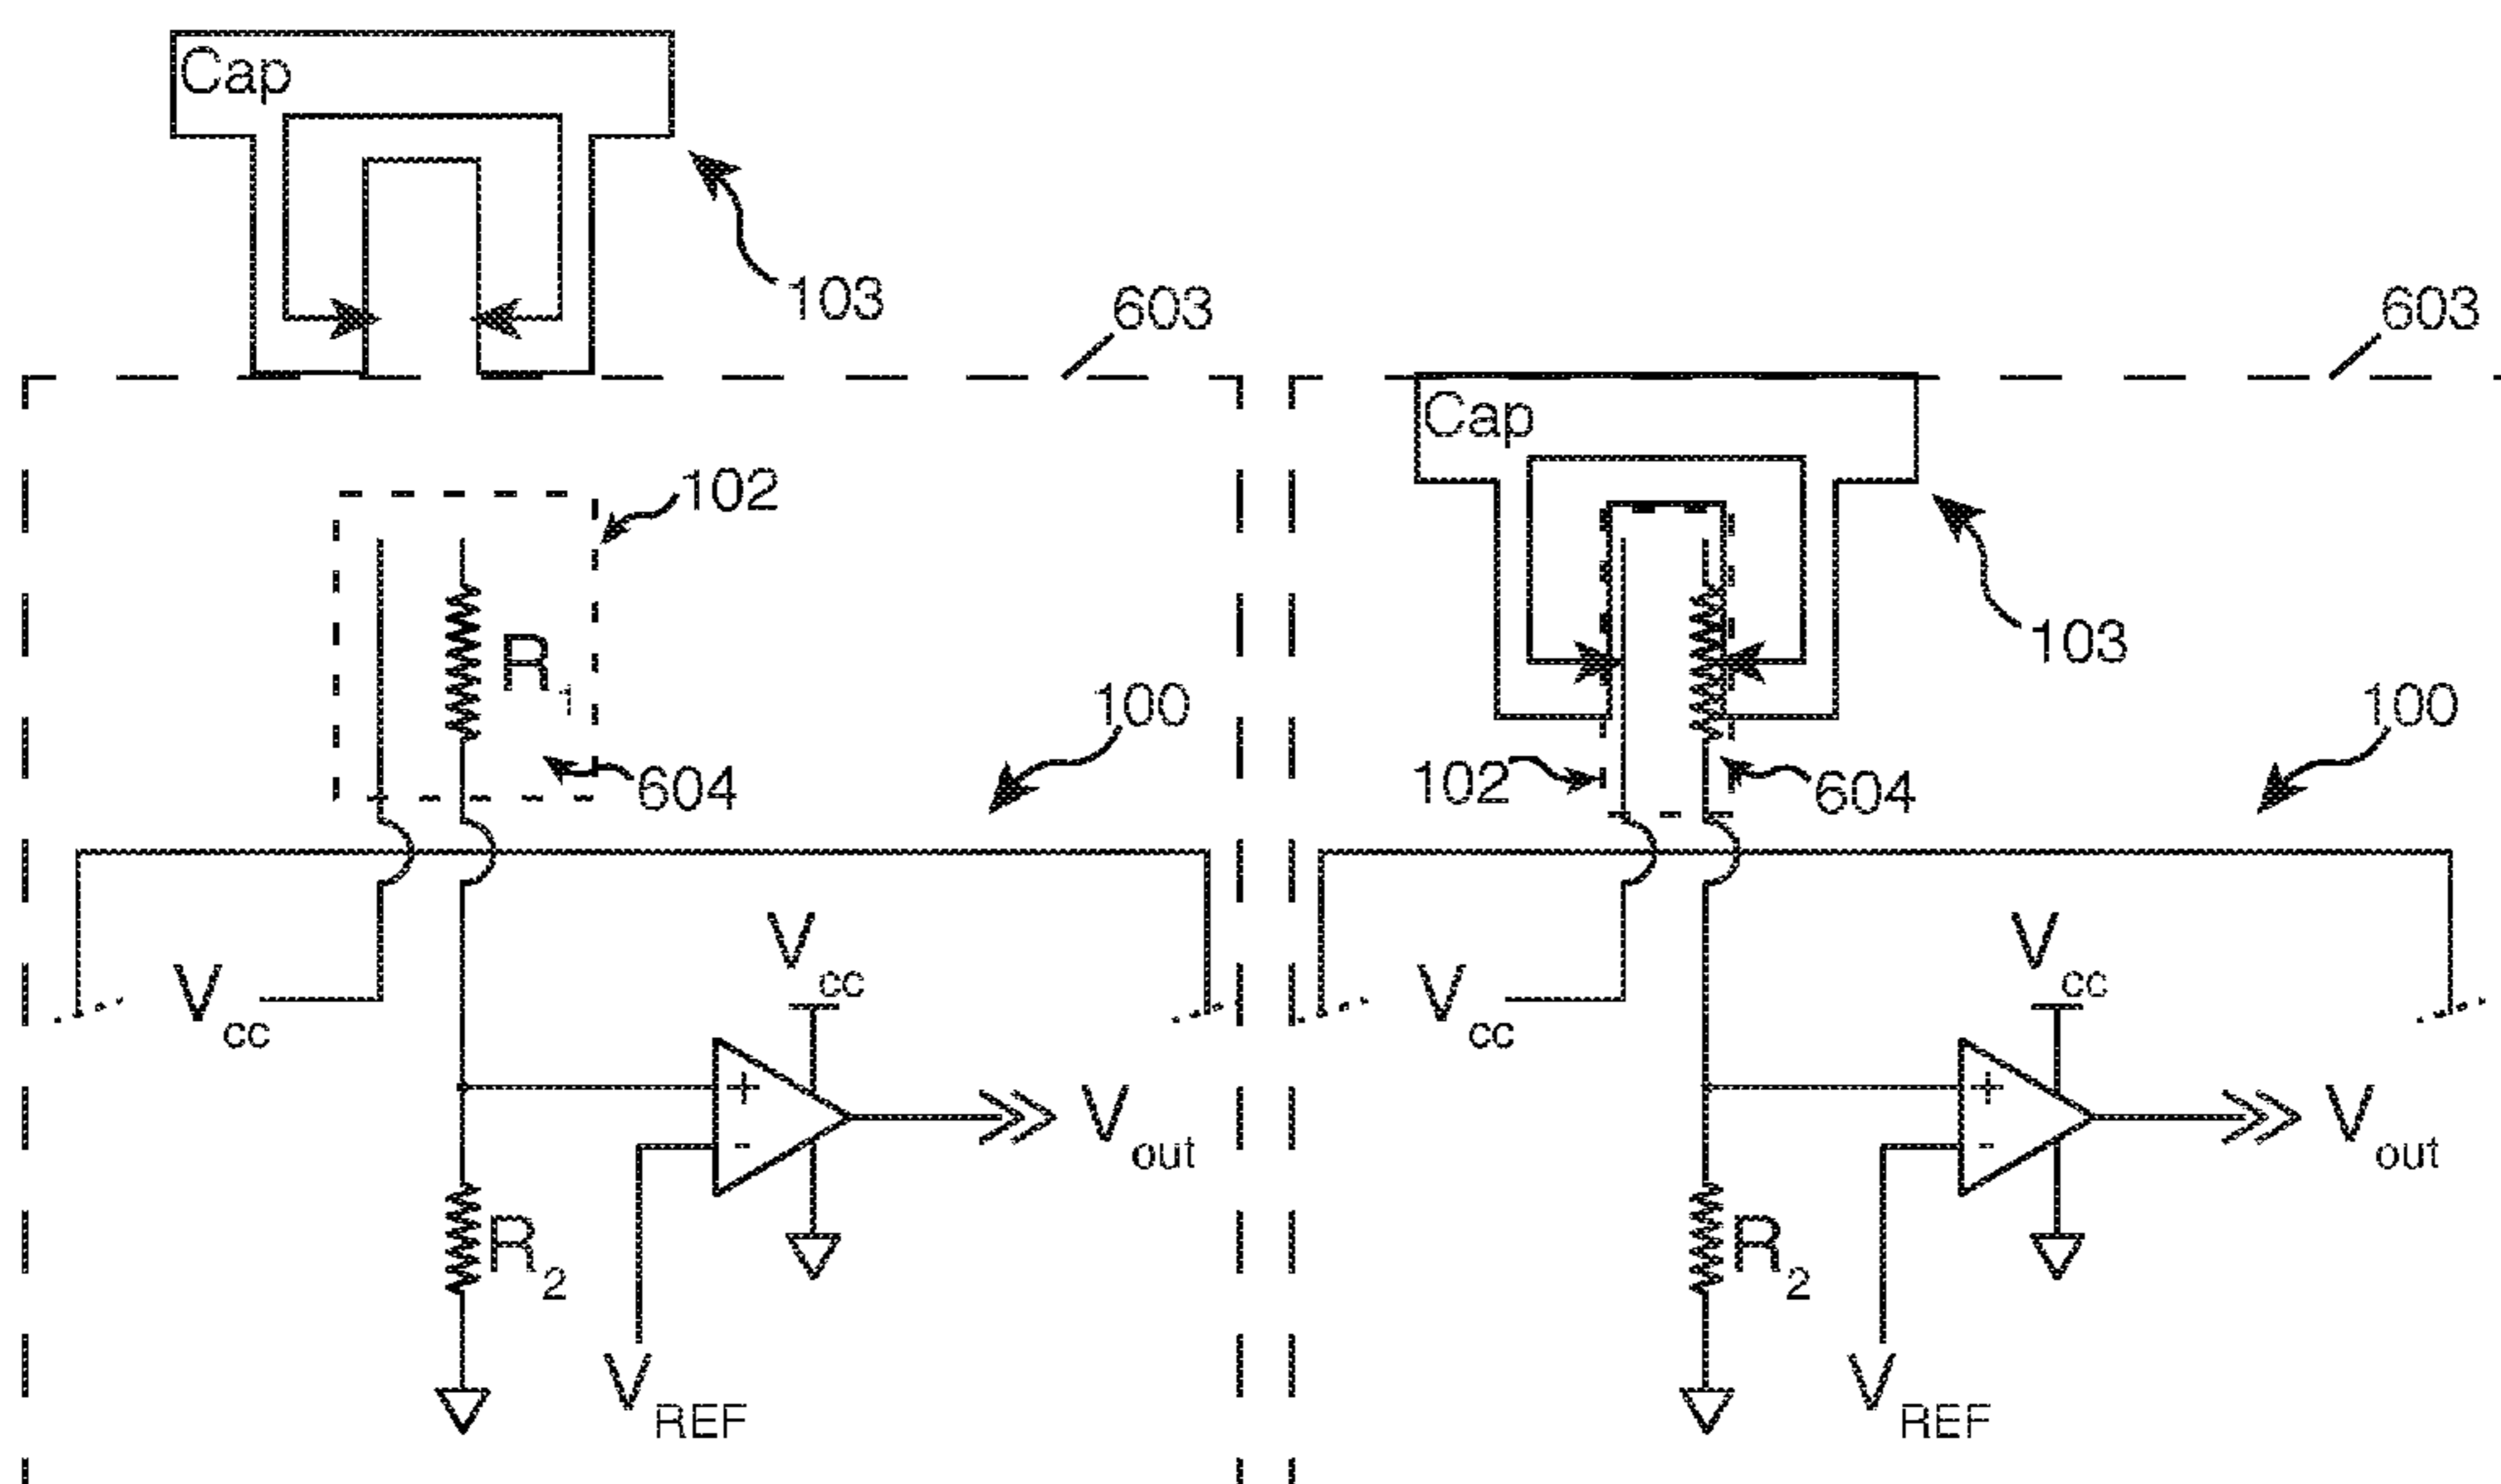 Cap
103
603
102
R1
604
100
Vcc
Vcc
+
-
Vout
R2
VREF
603
Cap
103
102
604
100
Vcc
Vcc
+
-
Vout
R2
VREF